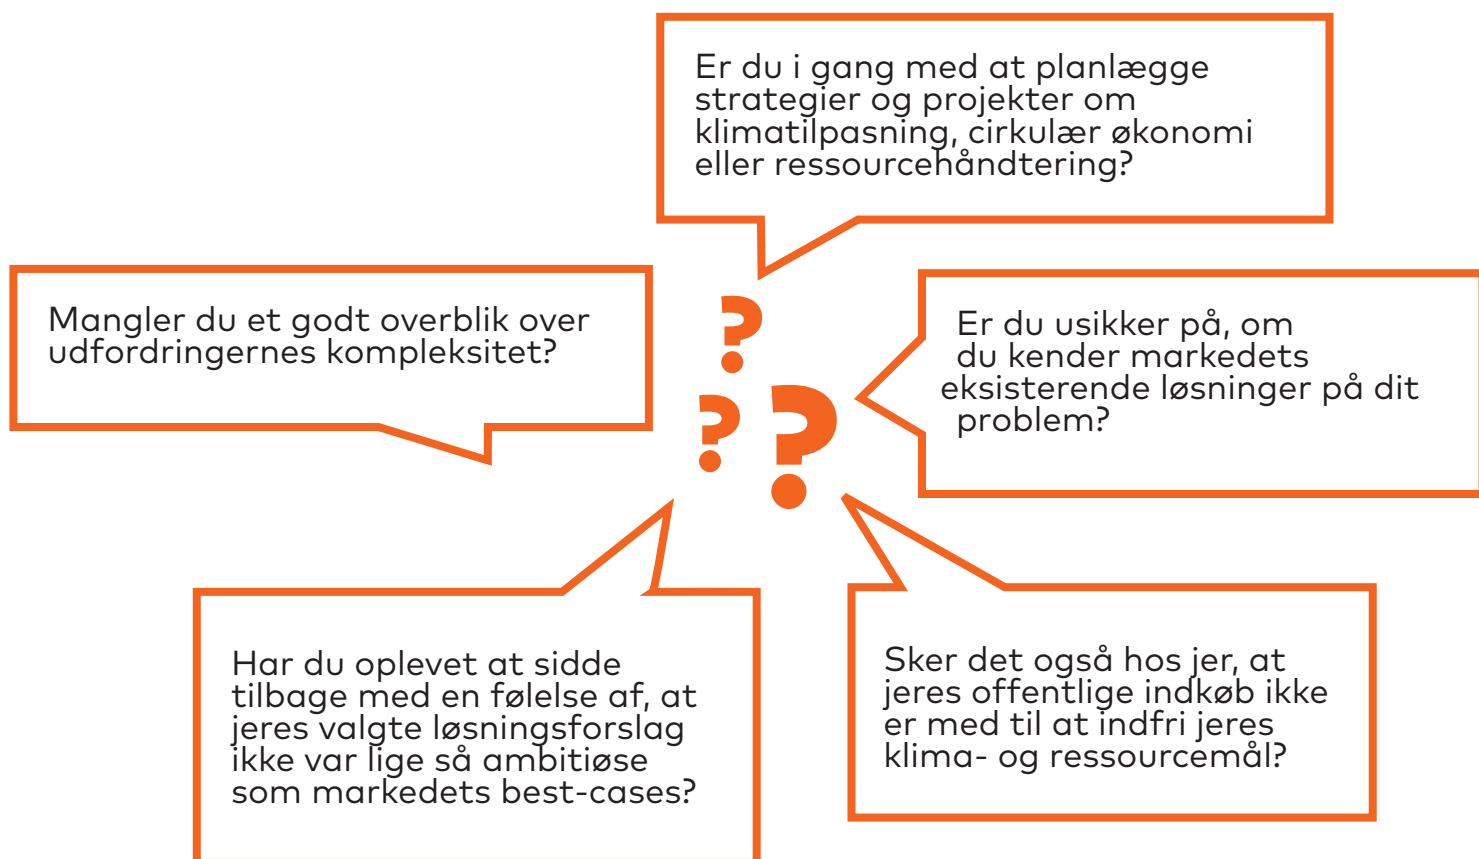 Er du i gang med at planlægge
strategier og projekter om
klimatilpasning, cirkulær økonomi
eller ressourcehåndtering?
Mangler du et godt overblik over
udfordringernes kompleksitet?
Er du usikker på, om
du kender markedets
eksisterende løsninger på dit
problem?
?
?
?
Har du oplevet at sidde
tilbage med en følelse af, at
jeres valgte løsningsforslag
ikke var lige så ambitiøse
som markedets best-cases?
Sker det også hos jer, at
jeres offentlige indkøb ikke
er med til at indfri jeres
klima- og ressourcemål?